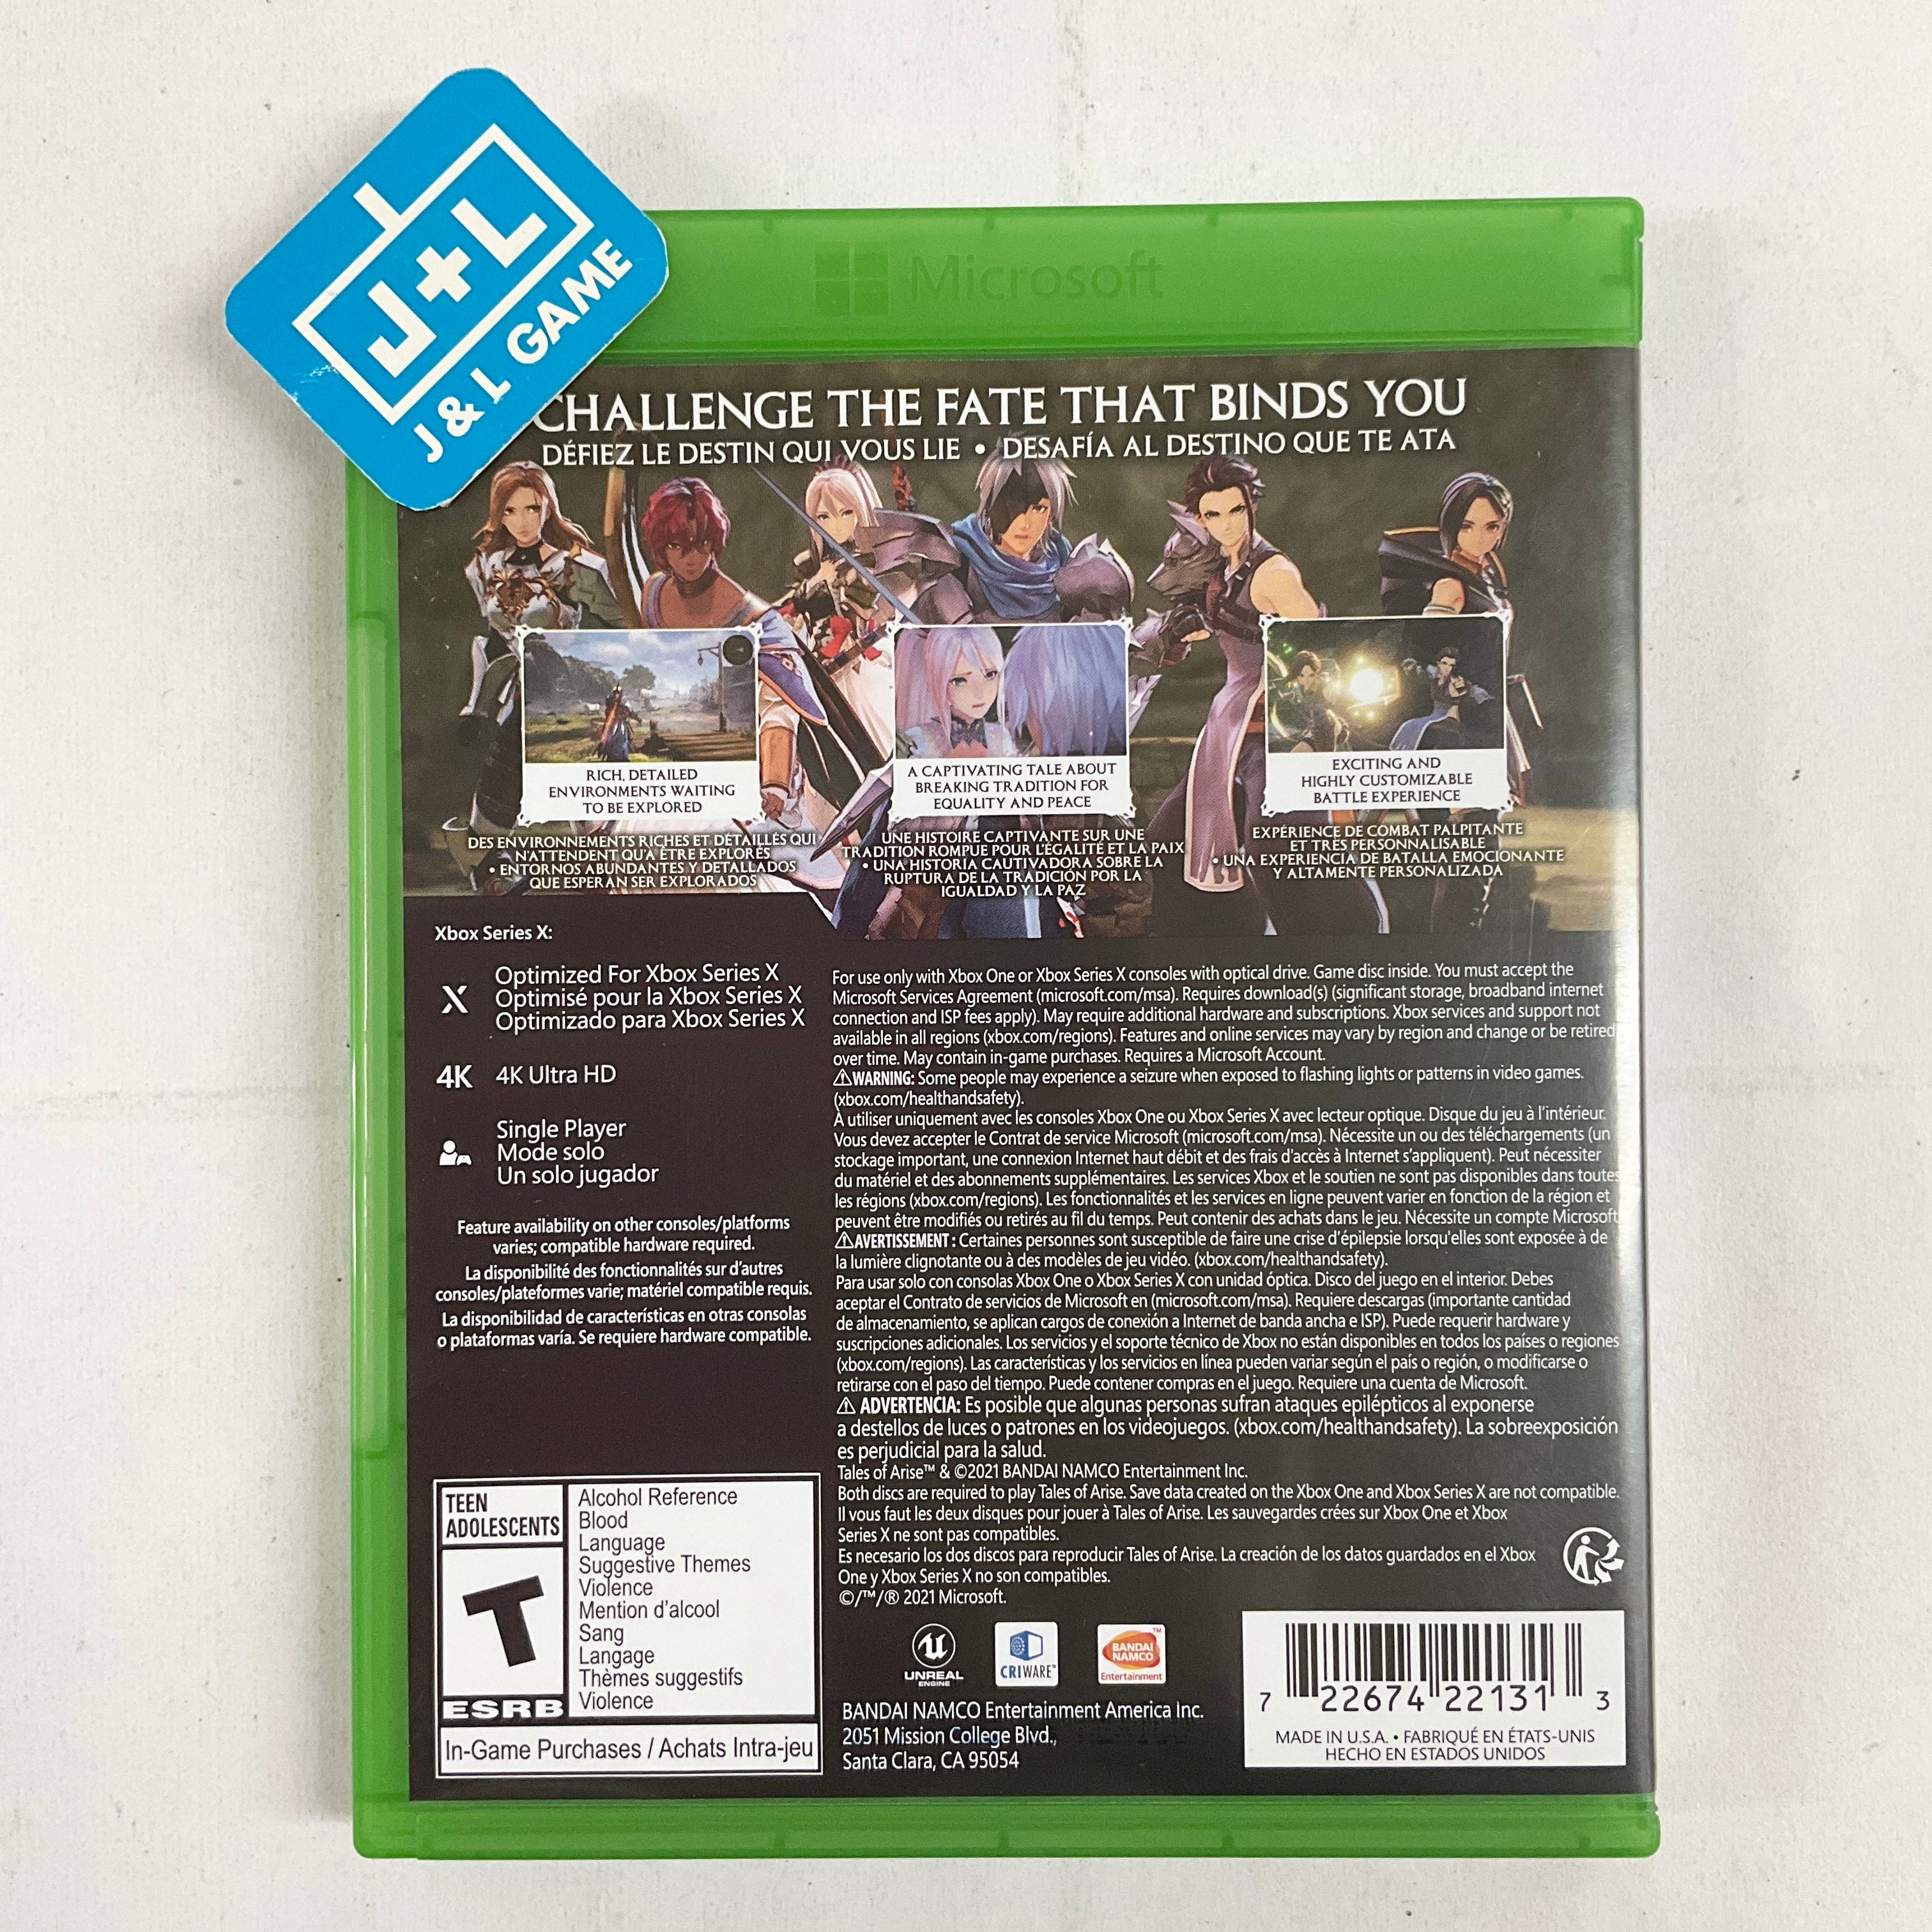 J+L
J & L GAME
Microsoft
CHALLENGE THE FATE THAT BINDS YOU
DÉFIEZ LE DESTIN QUI VOUS LIE • DESAFÍA AL DESTINO QUE TE ATA
RICH, DETAILED
ENVIRONMENTS WAITING
TO BE EXPLORED
DES ENVIRONNEMENTS RICHES ET DÉTAILLÉS QUI
N'ATTENDENT QU'À ÊTRE EXPLORÉS
• ENTORNOS ABUNDANTES Y DETALLADOS
QUE ESPERAN SER EXPLORADOS
A CAPTIVATING TALE ABOUT
BREAKING TRADITION FOR
EQUALITY AND PEACE
UNE HISTOIRE CAPTIVANTE SUR UNE
TRADITION ROMPUE POUR L'ÉGALITÉ ET LA PAIX
• UNA HISTORIA CAUTIVADORA SOBRE LA
RUPTURA DE LA TRADICIÓN POR LA
IGUALDAD Y LA PAZ
EXCITING AND
HIGHLY CUSTOMIZABLE
BATTLE EXPERIENCE
EXPÉRIENCE DE COMBAT PALPITANTE
ET TRÈS PERSONNALISABLE
• UNA EXPERIENCIA DE BATALLA EMOCIONANTE
Y ALTAMENTE PERSONALIZADA
Xbox Series X:
X
Optimized For Xbox Series X
Optimisé pour la Xbox Series X
Optimizado para Xbox Series X
4K 4K Ultra HD
Single Player
Mode solo
Un solo jugador
Feature availability on other consoles/platforms
varies; compatible hardware required.
La disponibilité des fonctionnalités sur d'autres
consoles/plateformes varie; matériel compatible requis.
La disponibilidad de características en otras consolas
o plataformas varía. Se requiere hardware compatible.
For use only with Xbox One or Xbox Series X consoles with optical drive. Game disc inside. You must accept the
Microsoft Services Agreement (microsoft.com/msa). Requires download(s) (significant storage, broadband internet
connection and ISP fees apply). May require additional hardware and subscriptions. Xbox services and support not
available in all regions (xbox.com/regions). Features and online services may vary by region and change or be retired
over time. May contain in-game purchases. Requires a Microsoft Account.
⚠WARNING: Some people may experience a seizure when exposed to flashing lights or patterns in video games.
(xbox.com/healthandsafety).
À utiliser uniquement avec les consoles Xbox One ou Xbox Series X avec lecteur optique. Disque du jeu à l'intérieur.
Vous devez accepter le Contrat de service Microsoft (microsoft.com/msa). Nécessite un ou des téléchargements (un
stockage important, une connexion Internet haut débit et des frais d'accès à Internet s'appliquent). Peut nécessiter
du matériel et des abonnements supplémentaires. Les services Xbox et le soutien ne sont pas disponibles dans toutes
les régions (xbox.com/regions). Les fonctionnalités et les services en ligne peuvent varier en fonction de la région et
peuvent être modifiés ou retirés au fil du temps. Peut contenir des achats dans le jeu. Nécessite un compte Microsoft
⚠AVERTISSEMENT : Certaines personnes sont susceptible de faire une crise d'épilepsie lorsqu'elles sont exposée à de
la lumière clignotante ou à des modèles de jeu vidéo. (xbox.com/healthandsafety).
Para usar solo con consolas Xbox One o Xbox Series X con unidad óptica. Disco del juego en el interior. Debes
aceptar el Contrato de servicios de Microsoft en (microsoft.com/msa). Requiere descargas (importante cantidad
de almacenamiento, se aplican cargos de conexión a Internet de banda ancha e ISP). Puede requerir hardware y
suscripciones adicionales. Los servicios y el soporte técnico de Xbox no están disponibles en todos los países o regiones
(xbox.com/regions). Las características y los servicios en línea pueden variar según el país o región, o modificarse o
retirarse con el paso del tiempo. Puede contener compras en el juego. Requiere una cuenta de Microsoft.
⚠ ADVERTENCIA: Es posible que algunas personas sufran ataques epilépticos al exponerse
a destellos de luces o patrones en los videojuegos. (xbox.com/healthandsafety). La sobreexposición
es perjudicial para la salud.
Tales of Arise™ & ©2021 BANDAI NAMCO Entertainment Inc.
Both discs are required to play Tales of Arise. Save data created on the Xbox One and Xbox Series X are not compatible.
Il vous faut les deux disques pour jouer à Tales of Arise. Les sauvegardes crées sur Xbox One et Xbox
Series X ne sont pas compatibles.
Es necesario los dos discos para reproducir Tales of Arise. La creación de los datos guardados en el Xbox
One y Xbox Series X no son compatibles.
©/™/® 2021 Microsoft.
TEEN
ADOLESCENTS
T
ESRB
Alcohol Reference
Blood
Language
Suggestive Themes
Violence
Mention d'alcool
Sang
Langage
Thèmes suggestifs
Violence
In-Game Purchases / Achats Intra-jeu
UNREAL
ENGINE
CRIWARE™
BANDAI
NAMCO
Entertainment
TM
BANDAI NAMCO Entertainment America Inc.
2051 Mission College Blvd.,
Santa Clara, CA 95054
7 22674 22131 3
MADE IN U.S.A. • FABRIQUÉ EN ÉTATS-UNIS
HECHO EN ESTADOS UNIDOS